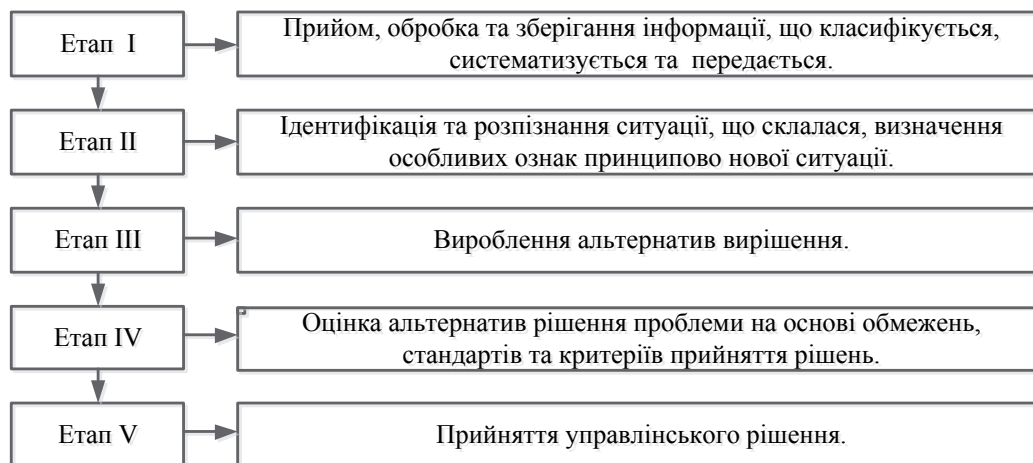 Етап I
Прийом, обробка та зберігання інформації, що класифікується,
систематизується та передається.
Етап II
Ідентифікація та розпізнання ситуації, що склалася, визначення
особливих ознак принципово нової ситуації.
Етап III
Вироблення альтернатив вирішення.
Етап IV
Оцінка альтернатив рішення проблеми на основі обмежень,
стандартів та критеріїв прийняття рішень.
Етап V
Прийняття управлінського рішення.